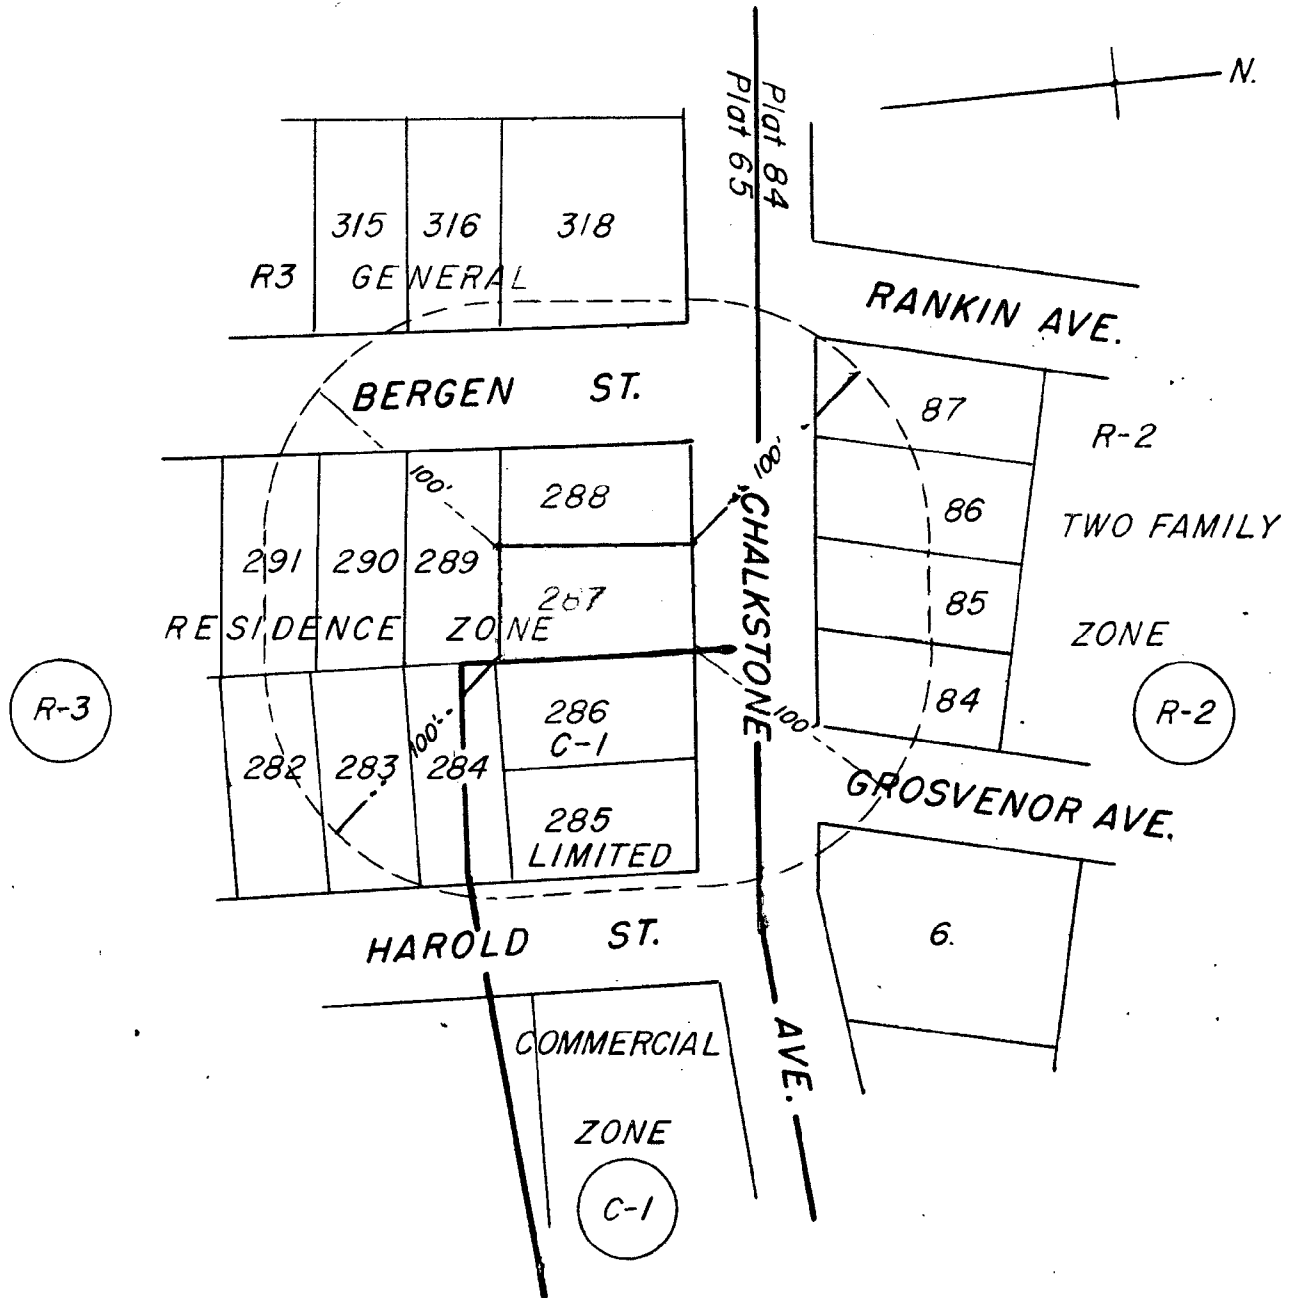 N.
Plat 84
Plat 65
315 316 318
R3 GENERAL
RANKIN AVE.
BERGEN ST.
87
R-2
100'
100'
288
86
TWO FAMILY
291 290 289
287
85
RESIDENCE ZONE
ZONE
CHALKSTONE AVE.
R-3
84
R-2
286
C-1
100'
100'
282 283 284
GROSVENOR AVE.
285
LIMITED
HAROLD ST.
6.
COMMERCIAL
ZONE
C-1